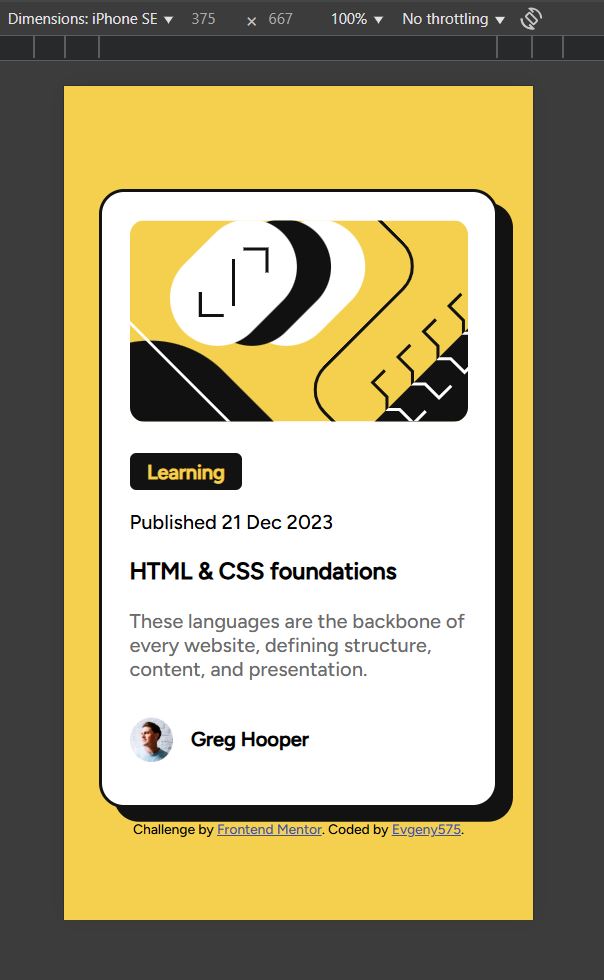 Dimensions: iPhone SE ▼ 375 × 667 100% ▼ No throttling ▼
Learning
Published 21 Dec 2023
HTML & CSS foundations
These languages are the backbone of
every website, defining structure,
content, and presentation.
Greg Hooper
Challenge by Frontend Mentor. Coded by Evgeny575.